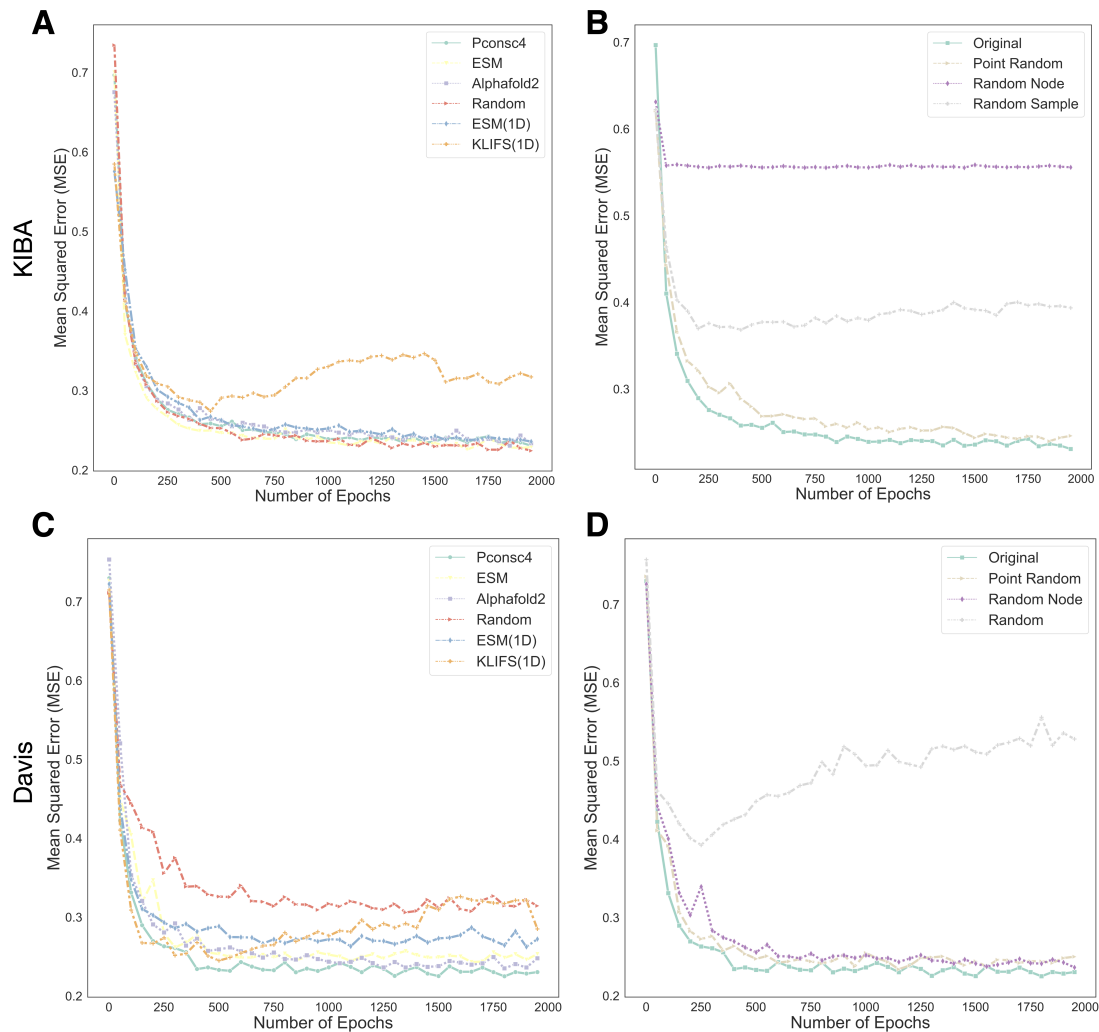 A
KIBA
Mean Squared Error (MSE)
0.7
0.6
0.5
0.4
0.3
0.2
Pconsc4
ESM
Alphafold2
Random
ESM(1D)
KLIFS(1D)
0 250 500 750 1000 1250 1500 1750 2000
Number of Epochs
B
Mean Squared Error (MSE)
0.7
0.6
0.5
0.4
0.3
Original
Point Random
Random Node
Random Sample
0 250 500 750 1000 1250 1500 1750 2000
Number of Epochs
C
Davis
Mean Squared Error (MSE)
0.7
0.6
0.5
0.4
0.3
0.2
Pconsc4
ESM
Alphafold2
Random
ESM(1D)
KLIFS(1D)
0 250 500 750 1000 1250 1500 1750 2000
Number of Epochs
D
Mean Squared Error (MSE)
0.7
0.6
0.5
0.4
0.3
0.2
Original
Point Random
Random Node
Random
0 250 500 750 1000 1250 1500 1750 2000
Number of Epochs